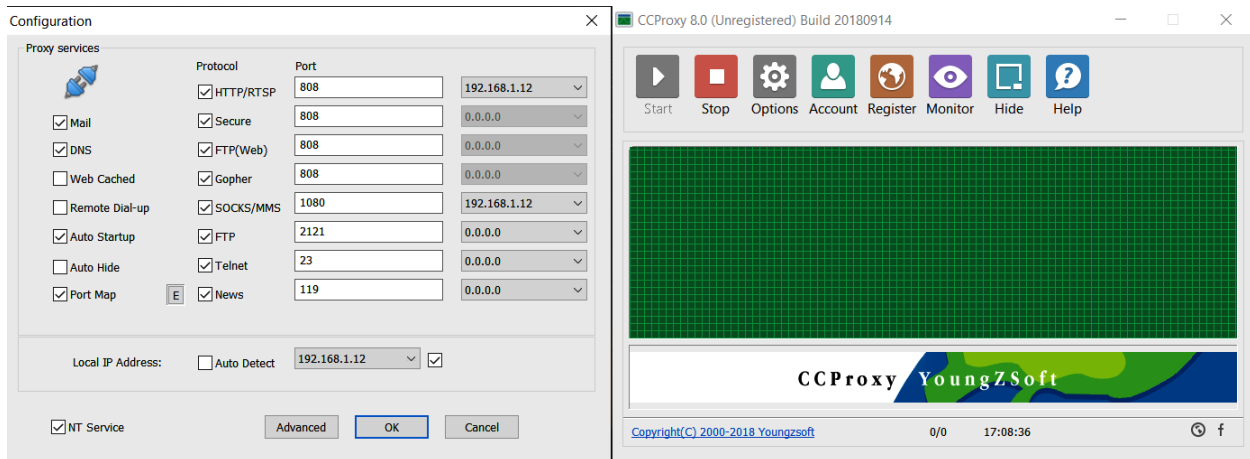 Configuration
Proxy services
Protocol Port
HTTP/RTSP 808 192.168.1.12
Mail Secure 808 0.0.0.0
DNS FTP(Web) 808 0.0.0.0
Web Cached Gopher 808 0.0.0.0
Remote Dial-up SOCKS/MMS 1080 192.168.1.12
Auto Startup FTP 2121 0.0.0.0
Auto Hide Telnet 23 0.0.0.0
Port Map E News 119 0.0.0.0
Local IP Address: Auto Detect 192.168.1.12
NT Service Advanced OK Cancel
CCProxy 8.0 (Unregistered) Build 20180914
Start Stop Options Account Register Monitor Hide Help
CCProxy YoungZSoft
Copyright(C) 2000-2018 Youngzsoft 0/0 17:08:36 f